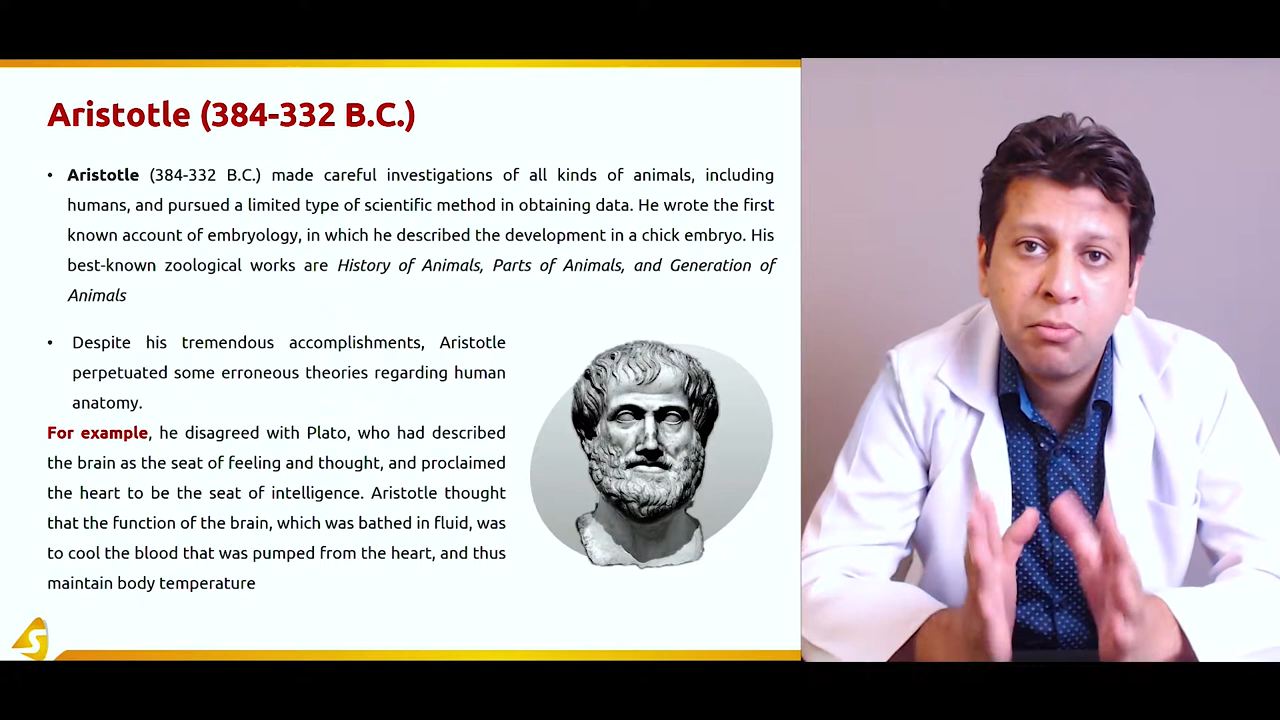 Aristotle (384-332 B.C.)
• Aristotle (384-332 B.C.) made careful investigations of all kinds of animals, including
humans, and pursued a limited type of scientific method in obtaining data. He wrote the first
known account of embryology, in which he described the development in a chick embryo. His
best-known zoological works are History of Animals, Parts of Animals, and Generation of
Animals
• Despite his tremendous accomplishments, Aristotle
perpetuated some erroneous theories regarding human
anatomy.
For example, he disagreed with Plato, who had described
the brain as the seat of feeling and thought, and proclaimed
the heart to be the seat of intelligence. Aristotle thought
that the function of the brain, which was bathed in fluid, was
to cool the blood that was pumped from the heart, and thus
maintain body temperature
S